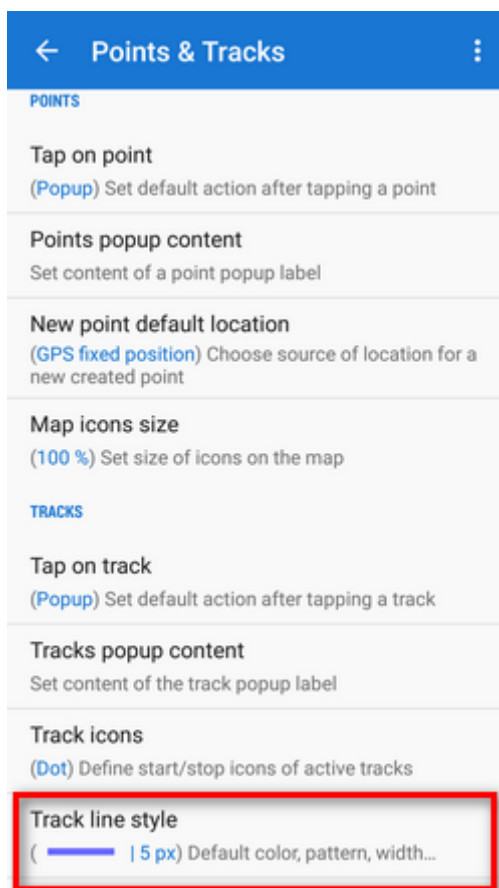 Points & Tracks
POINTS
Tap on point
(Popup) Set default action after tapping a point
Points popup content
Set content of a point popup label
New point default location
(GPS fixed position) Choose source of location for a
new created point
Map icons size
(100 %) Set size of icons on the map
TRACKS
Tap on track
(Popup) Set default action after tapping a track
Tracks popup content
Set content of the track popup label
Track icons
(Dot) Define start/stop icons of active tracks
Track line style
( | 5 px) Default color, pattern, width...